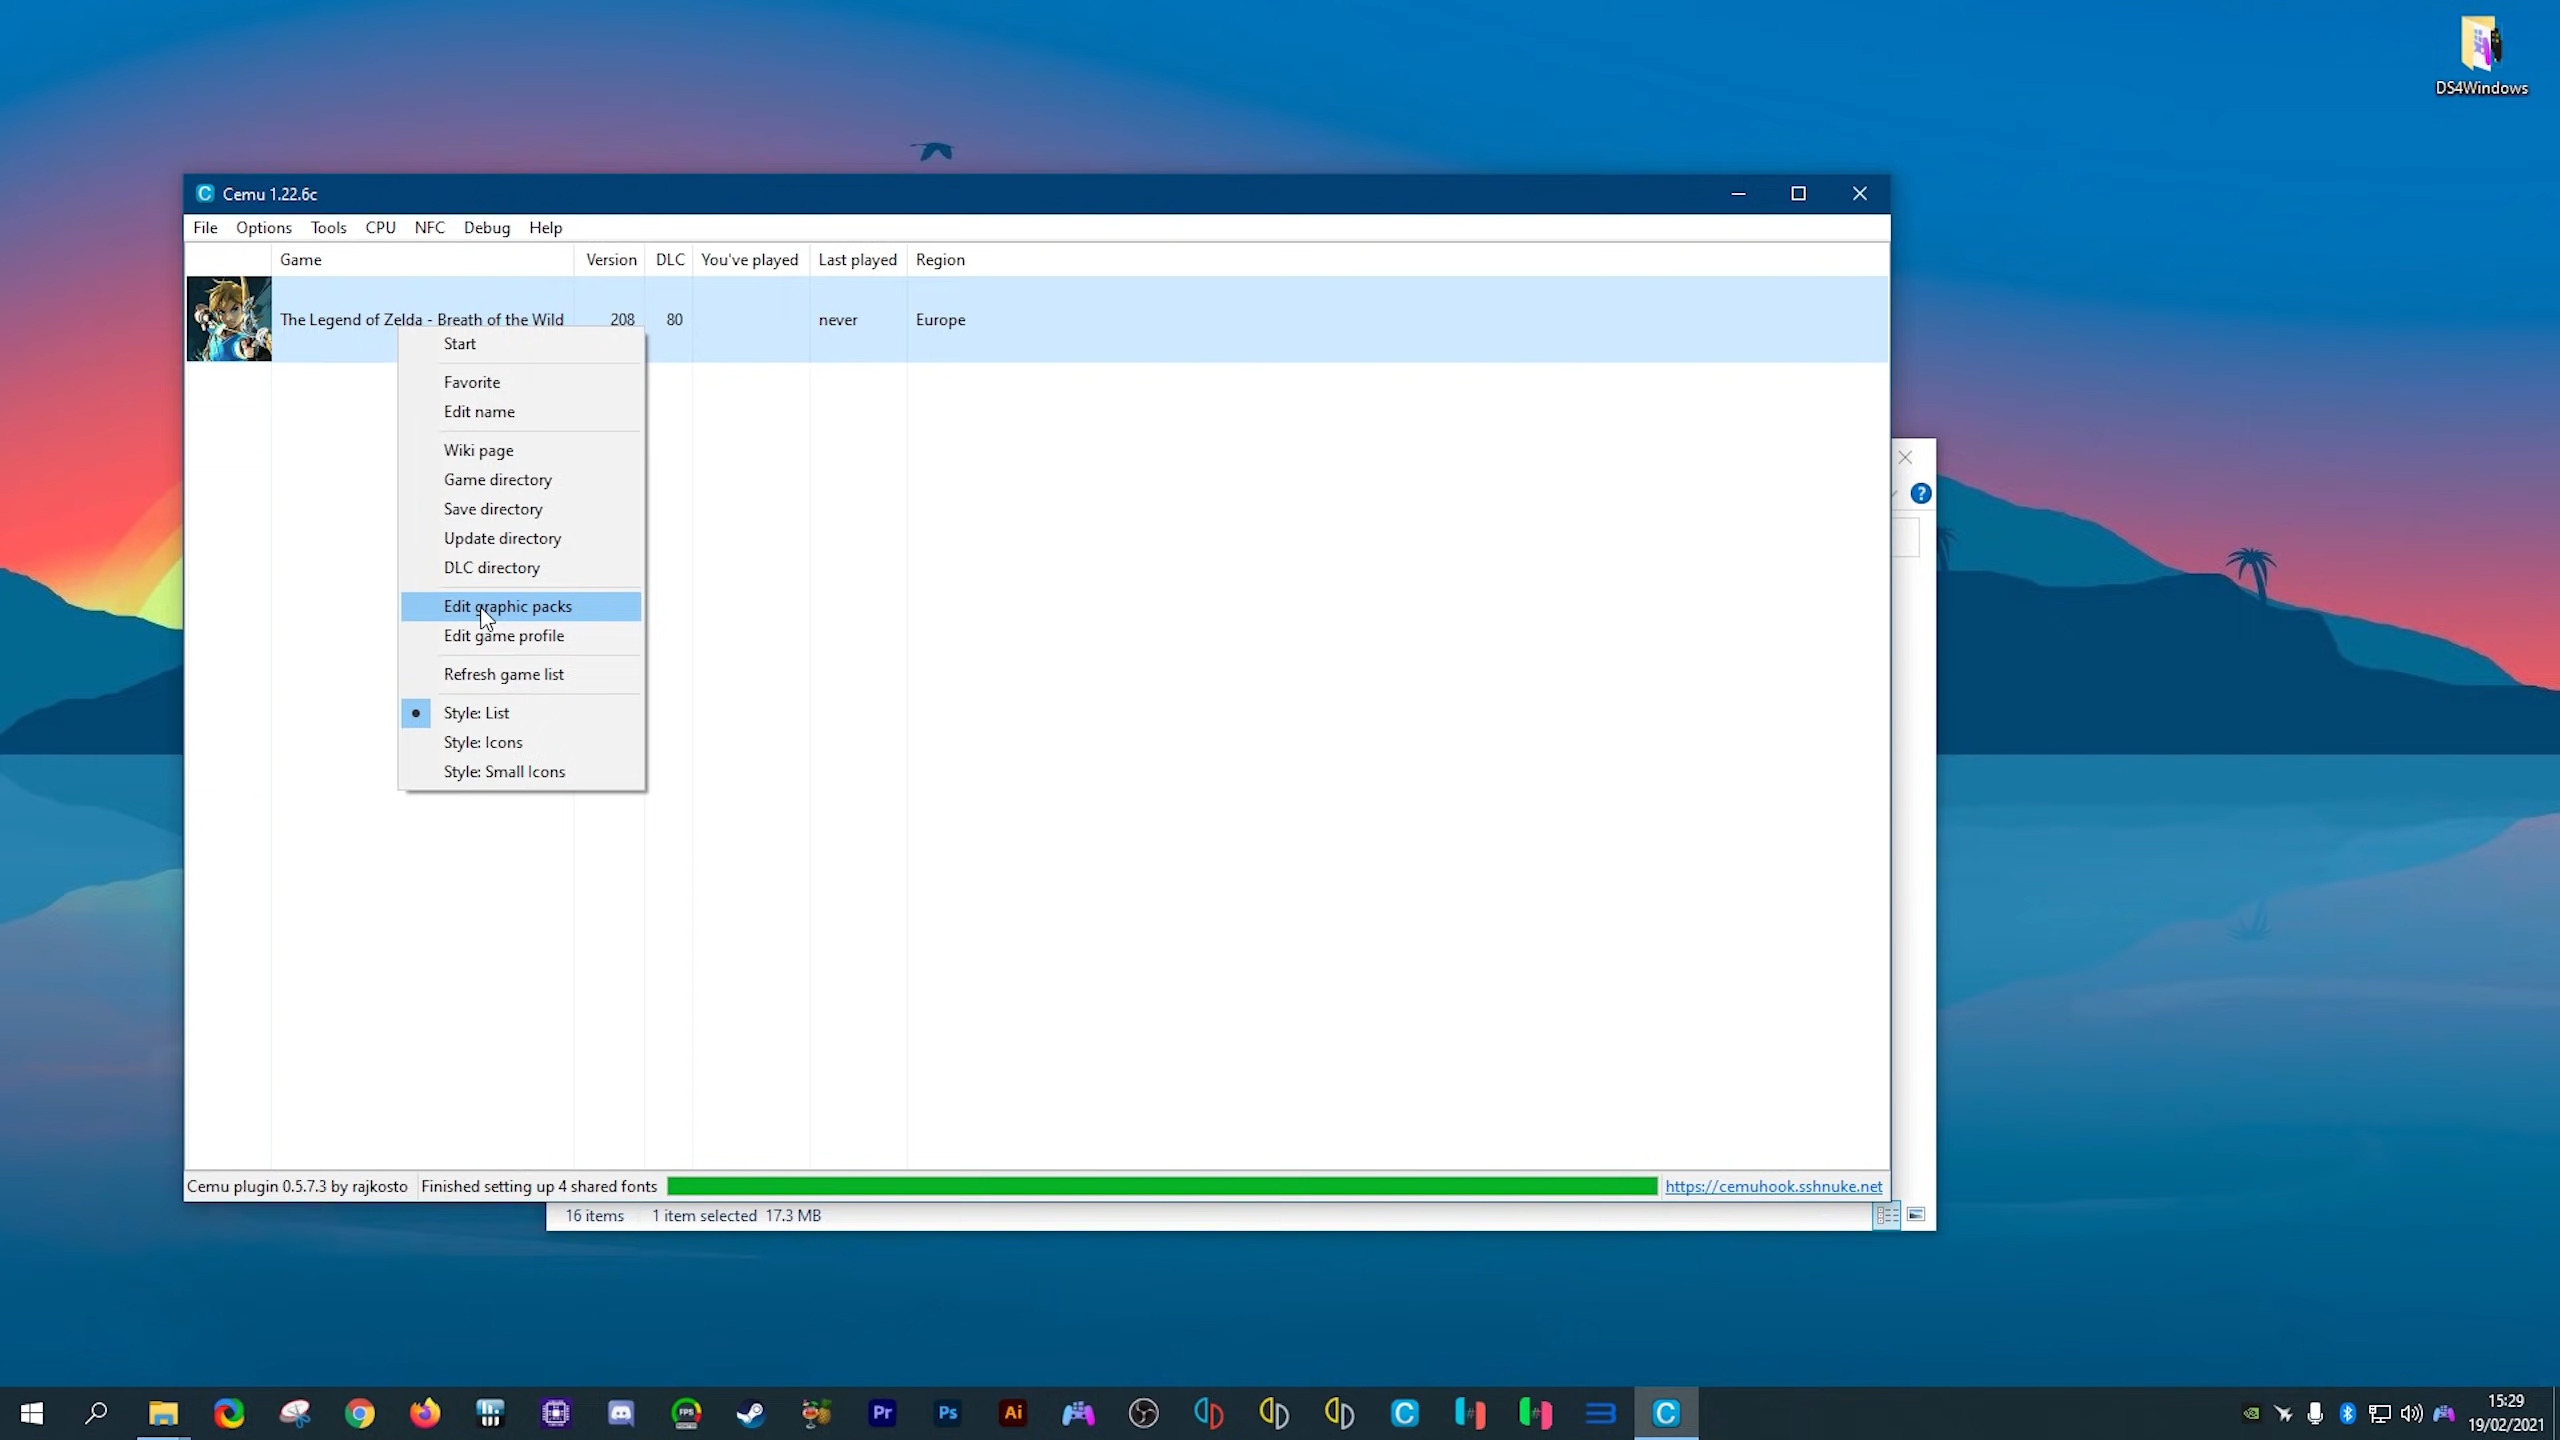 DS4Windows
Cemu 1.22.6c
File Options Tools CPU NFC Debug Help
Game Version DLC You've played Last played Region
The Legend of Zelda - Breath of the Wild 208 80 never Europe
Start
Favorite
Edit name
Wiki page
Game directory
Save directory
Update directory
DLC directory
Edit graphic packs
Edit game profile
Refresh game list
Style: List
Style: Icons
Style: Small Icons
Cemu plugin 0.5.7.3 by rajkosto Finished setting up 4 shared fonts https://cemuhook.sshnuke.net
16 items 1 item selected 17.3 MB
FPS Pr Ps Ai
15:29
19/02/2021